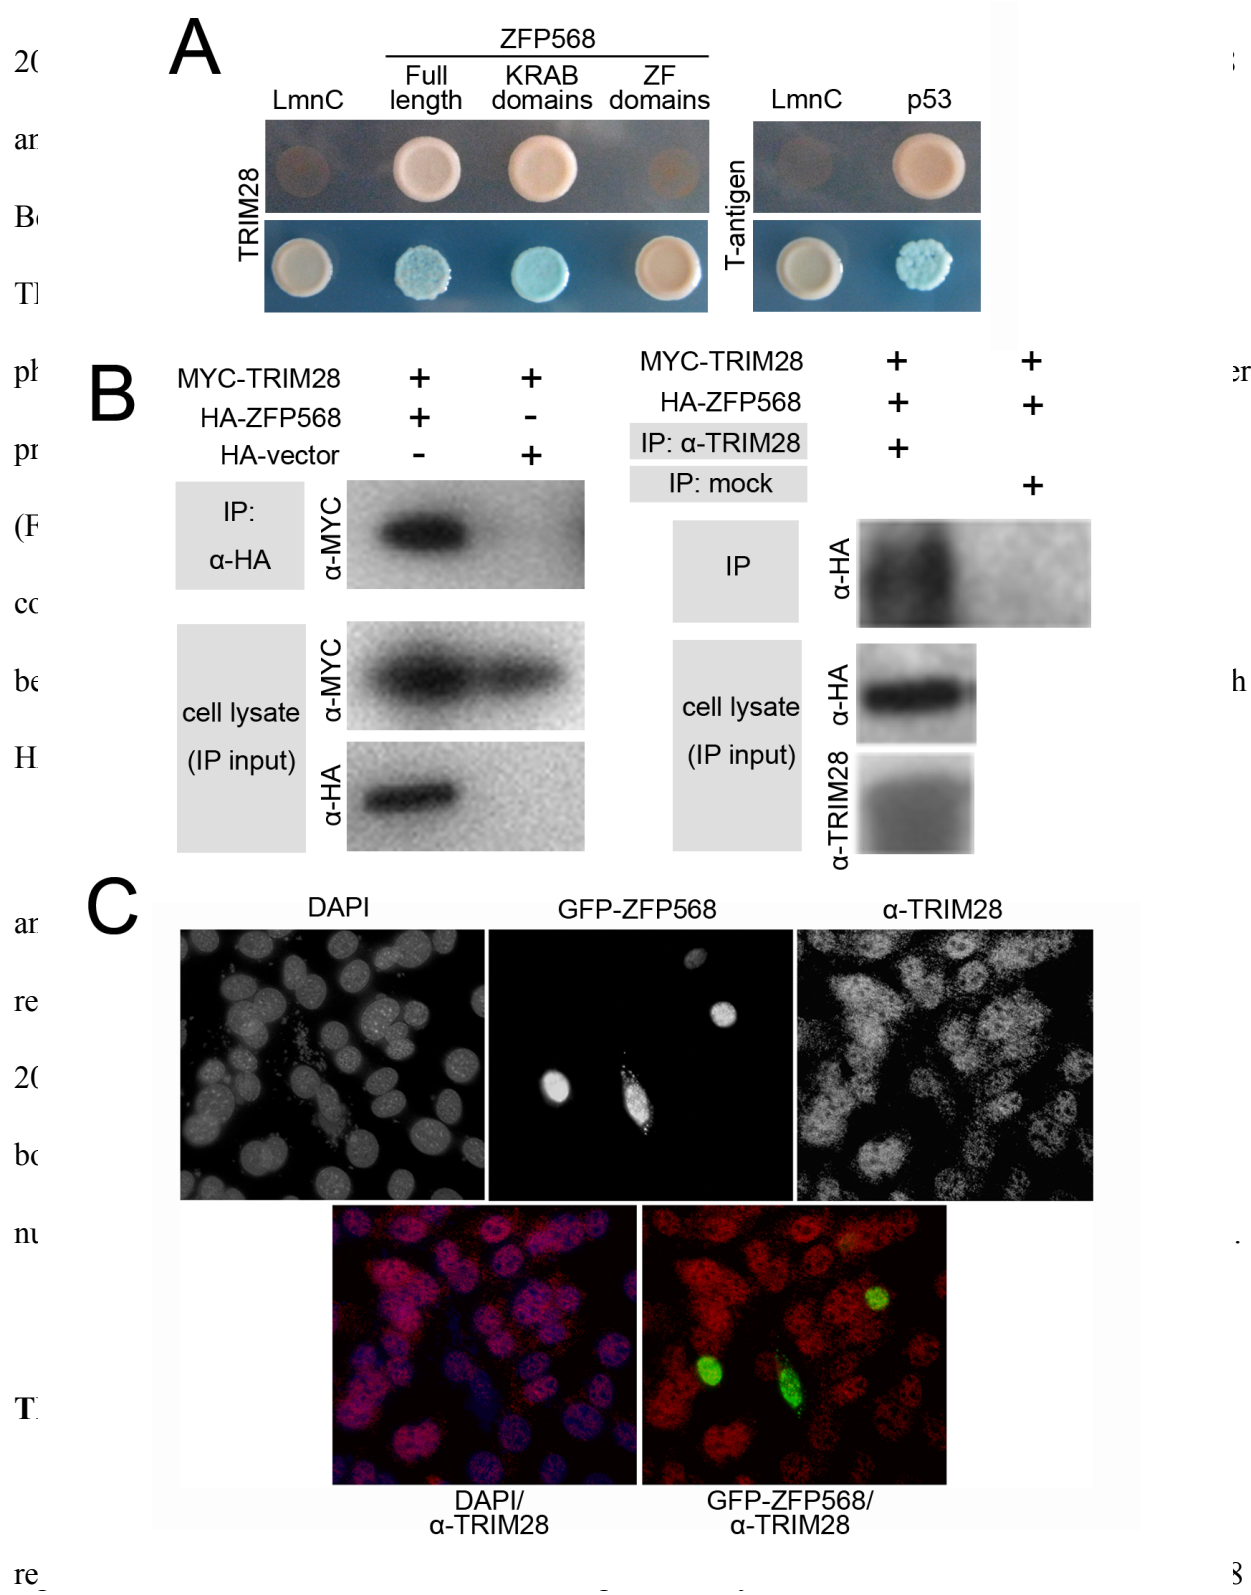 A
ZFP568
Full length
KRAB domains
ZF domains
LmnC
LmnC
p53
TRIM28
T-antigen
B
MYC-TRIM28 + +
HA-ZFP568 + -
HA-vector - +
IP:
α-HA
α-MYC
cell lysate
(IP input)
α-MYC
α-HA
MYC-TRIM28 + +
HA-ZFP568 + +
IP: α-TRIM28 +
IP: mock +
IP
α-HA
cell lysate
(IP input)
α-HA
α-TRIM28
C
DAPI
GFP-ZFP568
α-TRIM28
DAPI/
α-TRIM28
GFP-ZFP568/
α-TRIM28